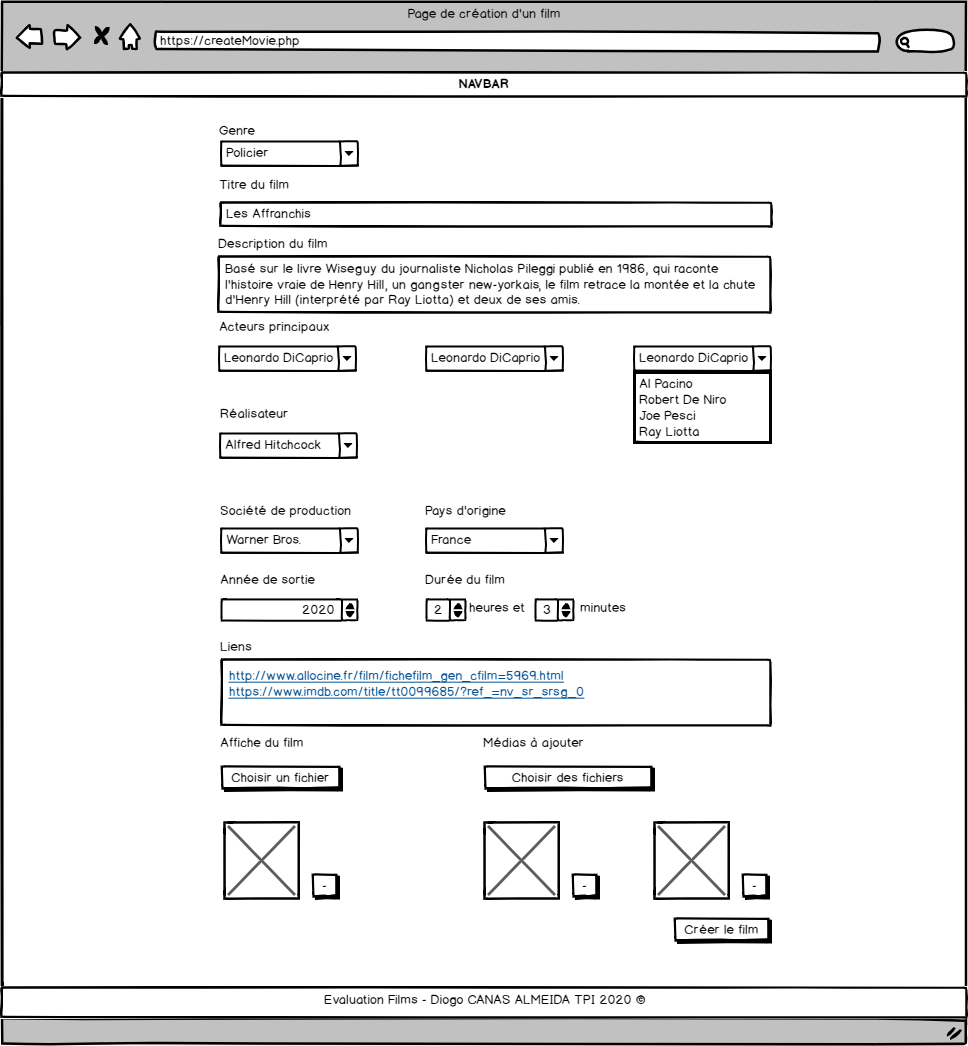 Page de création d'un film
https://createMovie.php
NAVBAR
Genre
Policier
Titre du film
Les Affranchis
Description du film
Basé sur le livre Wiseguy du journaliste Nicholas Pileggi publié en 1986, qui raconte
l'histoire vraie de Henry Hill, un gangster new-yorkais, le film retrace la montée et la chute
d'Henry Hill (interprété par Ray Liotta) et deux de ses amis.
Acteurs principaux
Leonardo DiCaprio Leonardo DiCaprio Leonardo DiCaprio
Al Pacino
Robert De Niro
Joe Pesci
Ray Liotta
Réalisateur
Alfred Hitchcock
Société de production Pays d'origine
Warner Bros. France
Année de sortie Durée du film
2020 2 heures et 3 minutes
Liens
http://www.allocine.fr/film/fichefilm_gen_cfilm=5969.html
https://www.imdb.com/title/tt0099685/?ref_=nv_sr_srsg_0
Affiche du film Médias à ajouter
Choisir un fichier Choisir des fichiers
- - -
Créer le film
Evaluation Films - Diogo CANAS ALMEIDA TPI 2020 ©